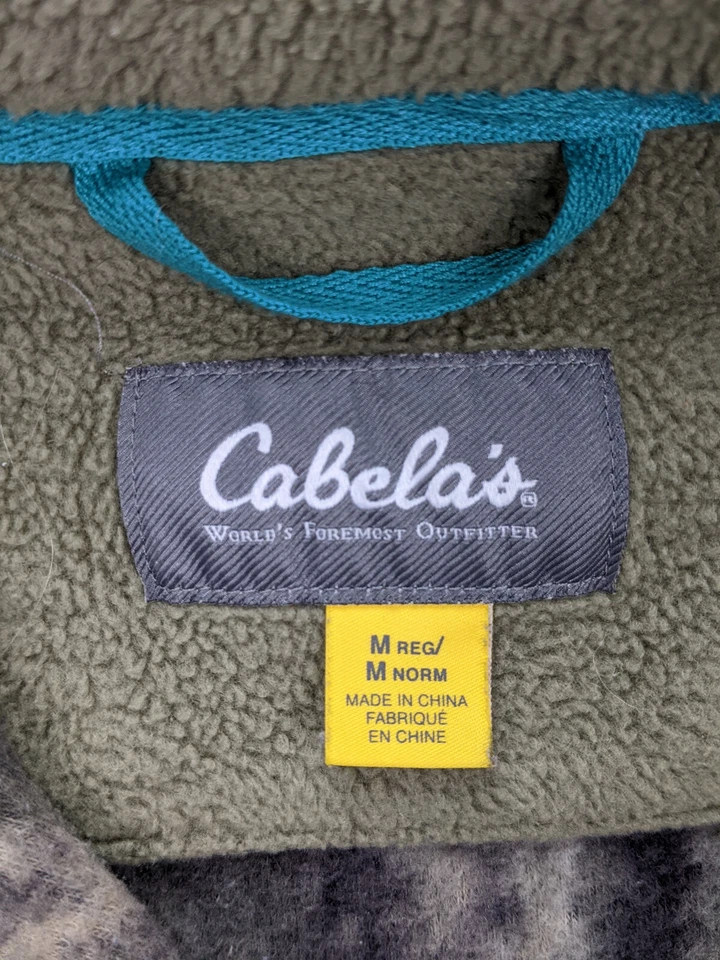 Cabela's®
World's Foremost Outfitter
M REG/
M NORM
MADE IN CHINA
FABRIQUÉ
EN CHINE